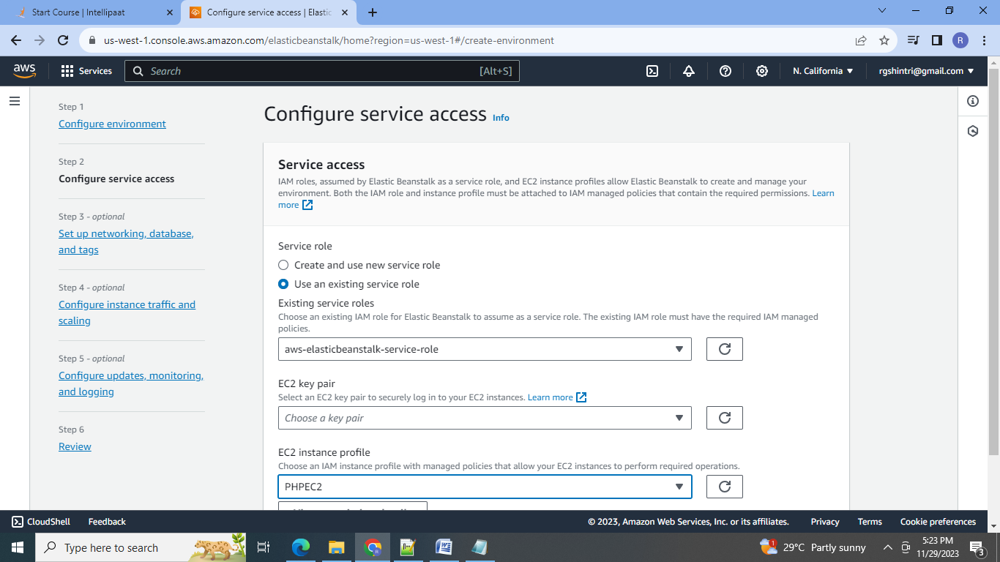 Start Course | Intellipaat
Configure service access | Elastic
us-west-1.console.aws.amazon.com/elasticbeanstalk/home?region=us-west-1#/create-environment
R
aws
Services
Search
[Alt+S]
N. California
rgshintri@gmail.com
Step 1
Configure environment
Step 2
Configure service access
Step 3 - optional
Set up networking, database,
and tags
Step 4 - optional
Configure instance traffic and
scaling
Step 5 - optional
Configure updates, monitoring,
and logging
Step 6
Review
Configure service access Info
Service access
IAM roles, assumed by Elastic Beanstalk as a service role, and EC2 instance profiles allow Elastic Beanstalk to create and manage your
environment. Both the IAM role and instance profile must be attached to IAM managed policies that contain the required permissions. Learn
more
Service role
Create and use new service role
Use an existing service role
Existing service roles
Choose an existing IAM role for Elastic Beanstalk to assume as a service role. The existing IAM role must have the required IAM managed
policies.
aws-elasticbeanstalk-service-role
EC2 key pair
Select an EC2 key pair to securely log in to your EC2 instances. Learn more
Choose a key pair
EC2 instance profile
Choose an IAM instance profile with managed policies that allow your EC2 instances to perform required operations.
PHPEC2
CloudShell
Feedback
© 2023, Amazon Web Services, Inc. or its affiliates.
Privacy
Terms
Cookie preferences
Type here to search
1
29°C Partly sunny
5:23 PM
11/29/2023
3